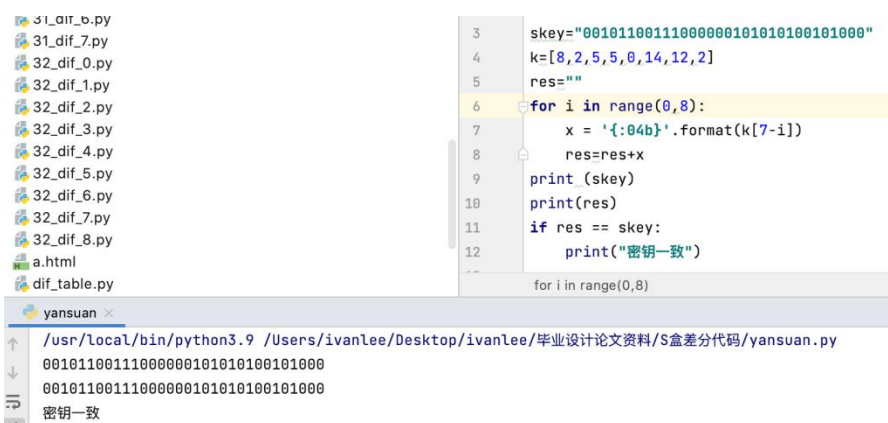 31_dif_6.py
31_dif_7.py
32_dif_0.py
32_dif_1.py
32_dif_2.py
32_dif_3.py
32_dif_4.py
32_dif_5.py
32_dif_6.py
32_dif_7.py
32_dif_8.py
a.html
dif_table.py
3 skey="00101100111000000101010100101000"
4 k=[8,2,5,5,0,14,12,2]
5 res=""
6 for i in range(0,8):
7 x = '{:04b}'.format(k[7-i])
8 res=res+x
9 print (skey)
10 print(res)
11 if res == skey:
12 print("密钥一致")
for i in range(0,8)
yansuan ×
/usr/local/bin/python3.9 /Users/ivanlee/Desktop/ivanlee/毕业设计论文资料/S盒差分代码/yansuan.py
00101100111000000101010100101000
00101100111000000101010100101000
密钥一致